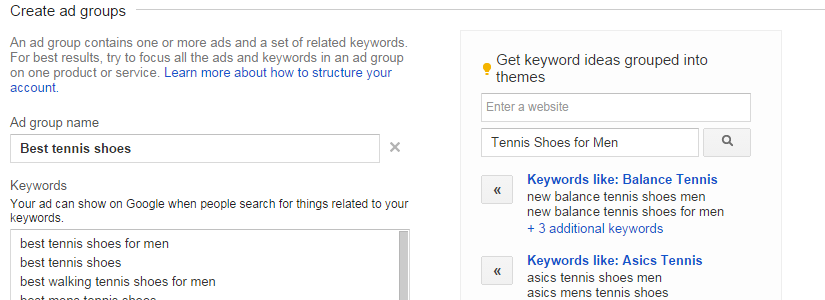 Create ad groups
An ad group contains one or more ads and a set of related keywords.
For best results, try to focus all the ads and keywords in an ad group
on one product or service. Learn more about how to structure your
account.
Ad group name
Best tennis shoes
Keywords
Your ad can show on Google when people search for things related to your
keywords.
best tennis shoes for men
best tennis shoes
best walking tennis shoes for men
best mens tennis shoes
Get keyword ideas grouped into
themes
Enter a website
Tennis Shoes for Men
«
Keywords like: Balance Tennis
new balance tennis shoes men
new balance tennis shoes for men
+ 3 additional keywords
«
Keywords like: Asics Tennis
asics tennis shoes men
asics mens tennis shoes